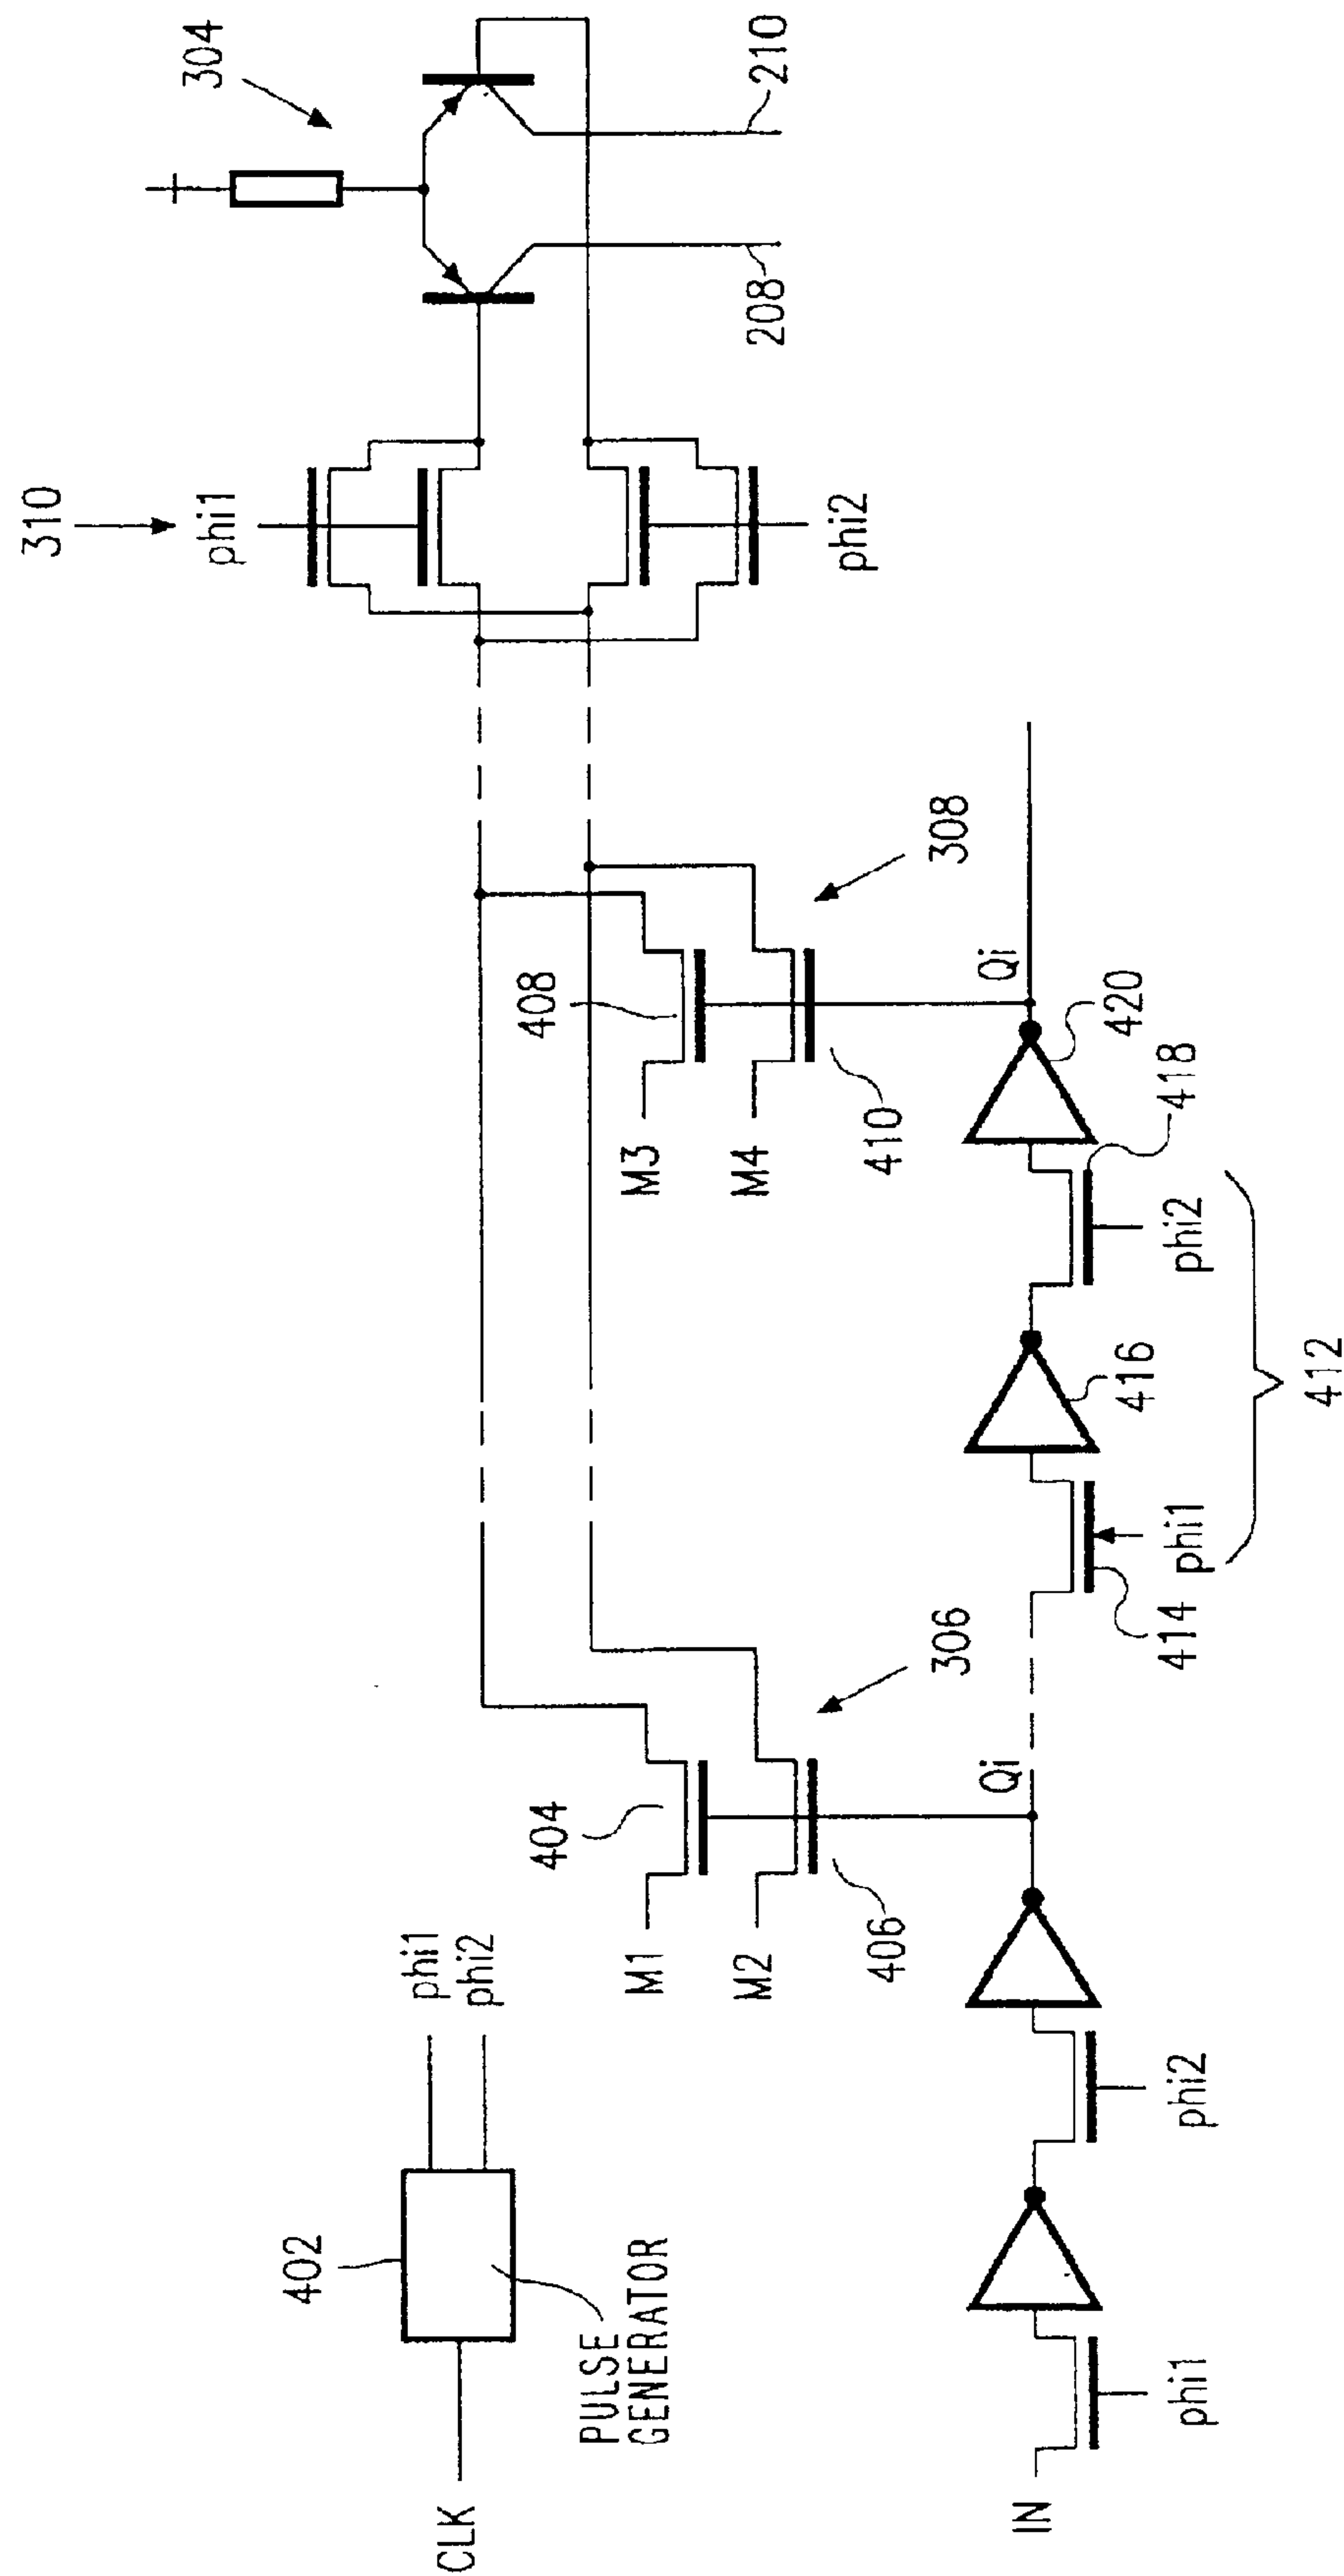 304
310
phi1
210
208
phi2
308
408
M3
M4
410
Qi
420
418
phi2
416
412
phi1
414
306
404
M1
M2
406
Qi
phi1
phi2
402
PULSE
GENERATOR
CLK
phi2
phi1
IN